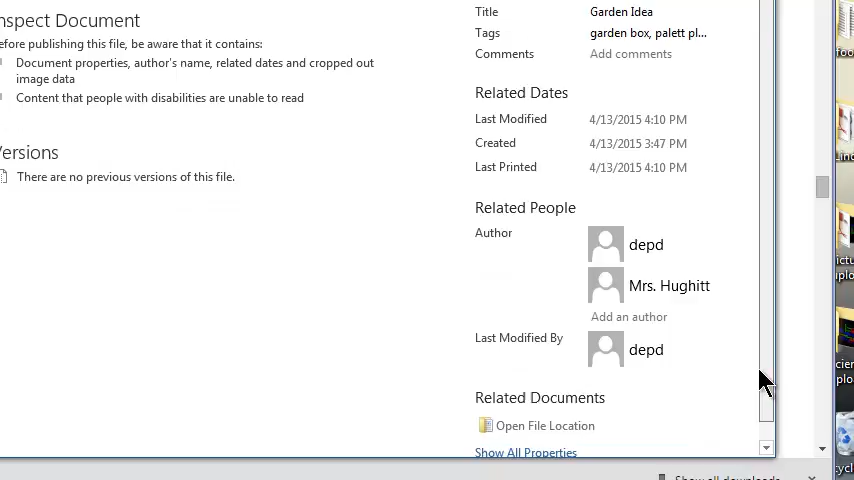 nspect Document
efore publishing this file, be aware that it contains:
Document properties, author's name, related dates and cropped out
image data
Content that people with disabilities are unable to read
ersions
There are no previous versions of this file.
Title Garden Idea
Tags garden box, palett pl...
Comments Add comments
Related Dates
Last Modified 4/13/2015 4:10 PM
Created 4/13/2015 3:47 PM
Last Printed 4/13/2015 4:10 PM
Related People
Author depd
Mrs. Hughitt
Add an author
Last Modified By depd
Related Documents
Open File Location
Show All Properties
Show all downloads